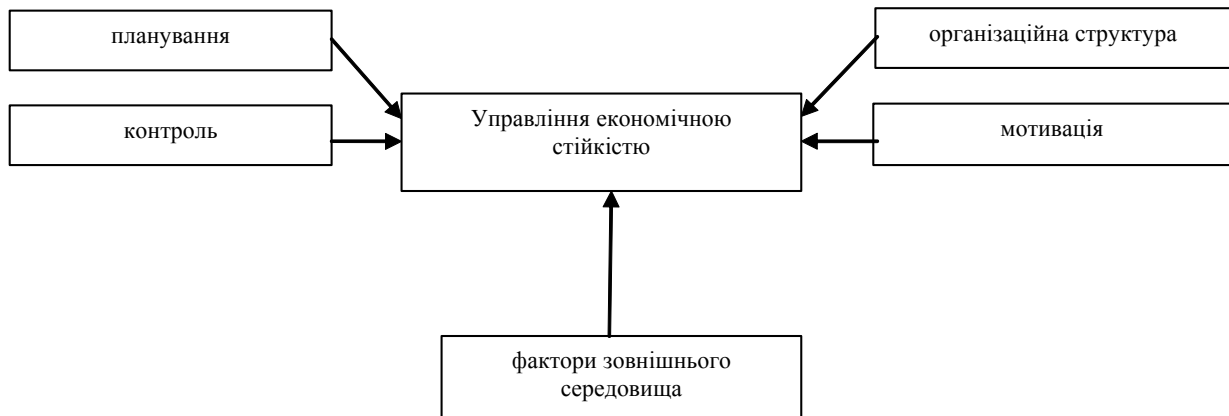 планування
організаційна структура
контроль
Управління економічною
стійкістю
мотивація
фактори зовнішнього
середовища